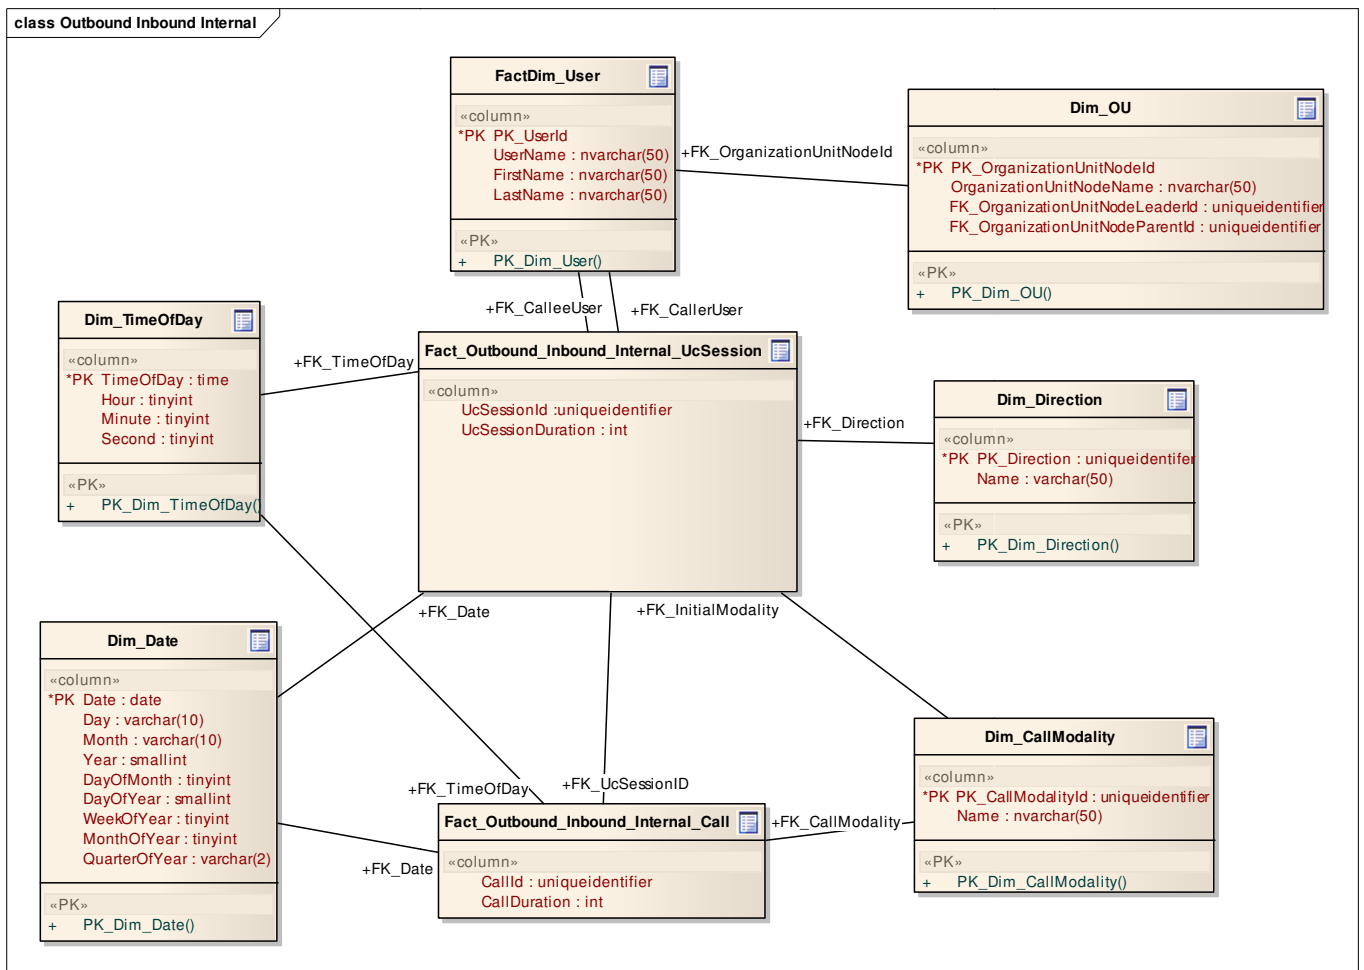 class Outbound Inbound Internal
FactDim_User
«column»
*PK PK_UserId
UserName : nvarchar(50)
FirstName : nvarchar(50)
LastName : nvarchar(50)
«PK»
+ PK_Dim_User()
+FK_OrganizationUnitNodeId
Dim_OU
«column»
*PK PK_OrganizationUnitNodeId
OrganizationUnitNodeName : nvarchar(50)
FK_OrganizationUnitNodeLeaderId : uniqueidentifier
FK_OrganizationUnitNodeParentId : uniqueidentifier
«PK»
+ PK_Dim_OU()
+FK_CalleeUser
+FK_CallerUser
Dim_TimeOfDay
«column»
*PK TimeOfDay : time
Hour : tinyint
Minute : tinyint
Second : tinyint
«PK»
+ PK_Dim_TimeOfDay()
+FK_TimeOfDay
Fact_Outbound_Inbound_Internal_UcSession
«column»
UcSessionId :uniqueidentifier
UcSessionDuration : int
+FK_Direction
Dim_Direction
«column»
*PK PK_Direction : uniqueidentifer
Name : varchar(50)
«PK»
+ PK_Dim_Direction()
+FK_Date
+FK_InitialModality
Dim_Date
«column»
*PK Date : date
Day : varchar(10)
Month : varchar(10)
Year : smallint
DayOfMonth : tinyint
DayOfYear : smallint
WeekOfYear : tinyint
MonthOfYear : tinyint
QuarterOfYear : varchar(2)
«PK»
+ PK_Dim_Date()
+FK_TimeOfDay
+FK_UcSessionID
+FK_Date
Fact_Outbound_Inbound_Internal_Call
«column»
CallId : uniqueidentifier
CallDuration : int
+FK_CallModality
Dim_CallModality
«column»
*PK PK_CallModalityId : uniqueidentifier
Name : nvarchar(50)
«PK»
+ PK_Dim_CallModality()